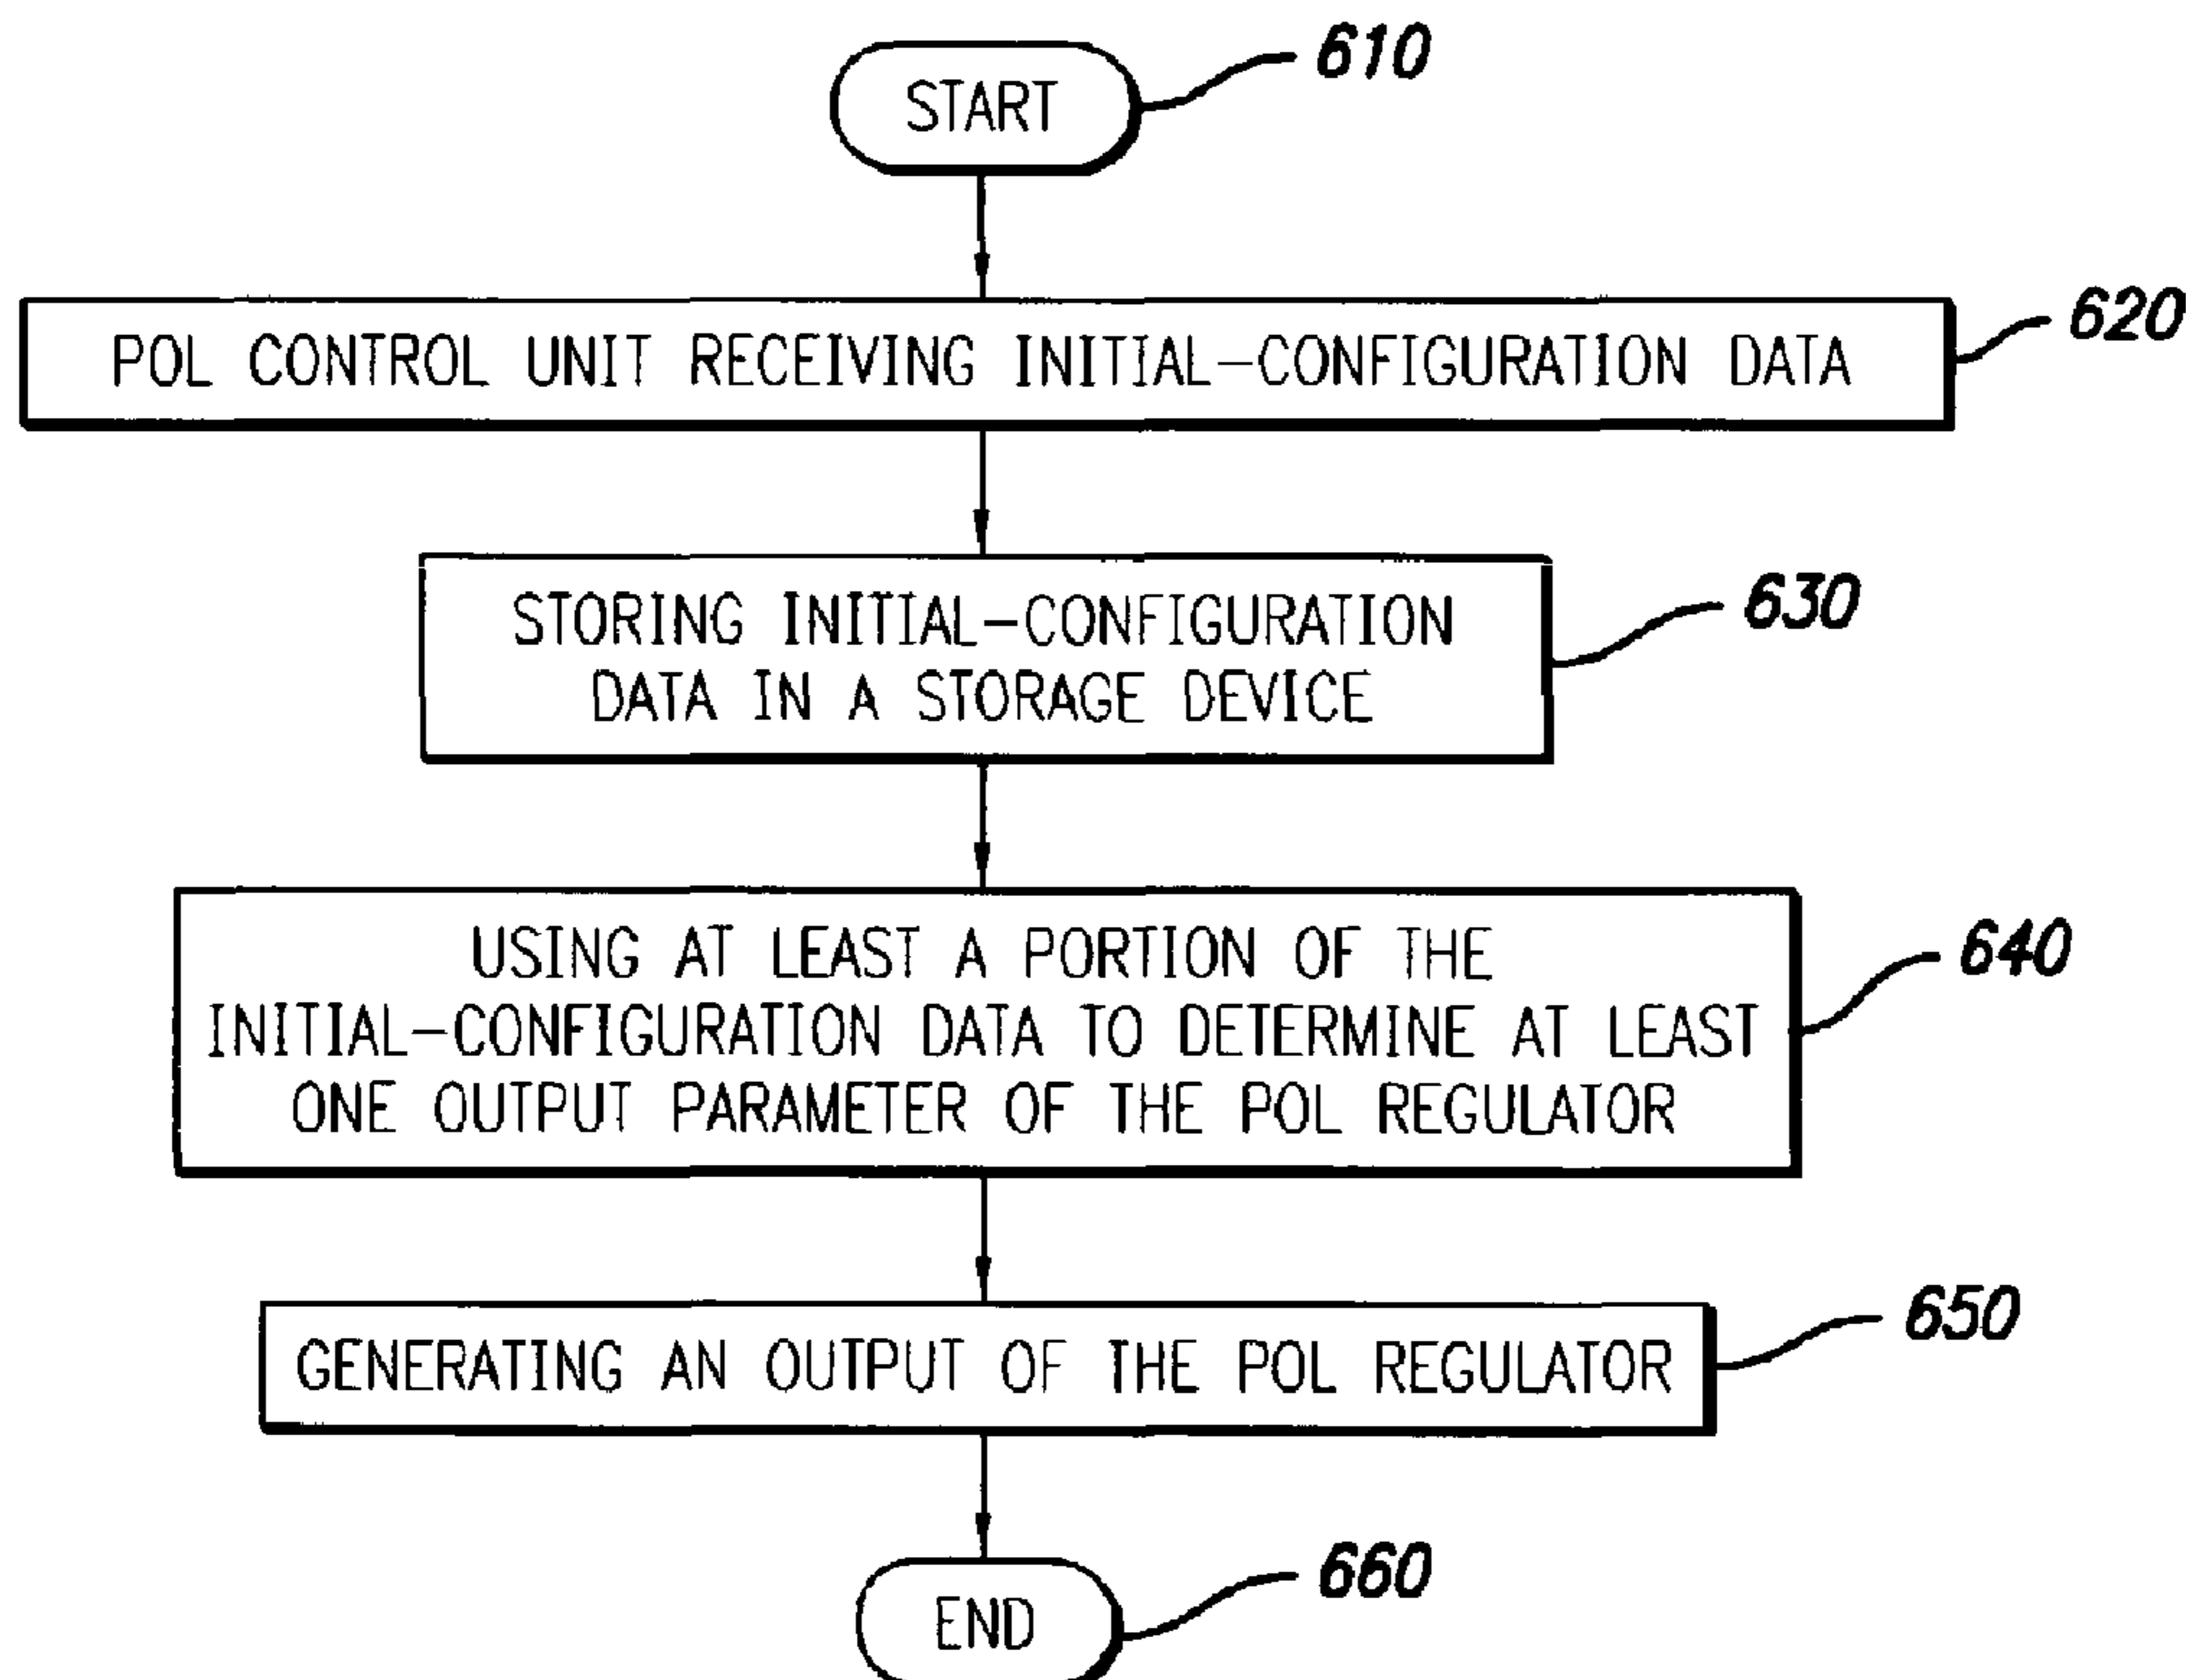 START
610
POL CONTROL UNIT RECEIVING INITIAL-CONFIGURATION DATA
620
STORING INITIAL-CONFIGURATION
DATA IN A STORAGE DEVICE
630
USING AT LEAST A PORTION OF THE
INITIAL-CONFIGURATION DATA TO DETERMINE AT LEAST
ONE OUTPUT PARAMETER OF THE POL REGULATOR
640
GENERATING AN OUTPUT OF THE POL REGULATOR
650
END
660